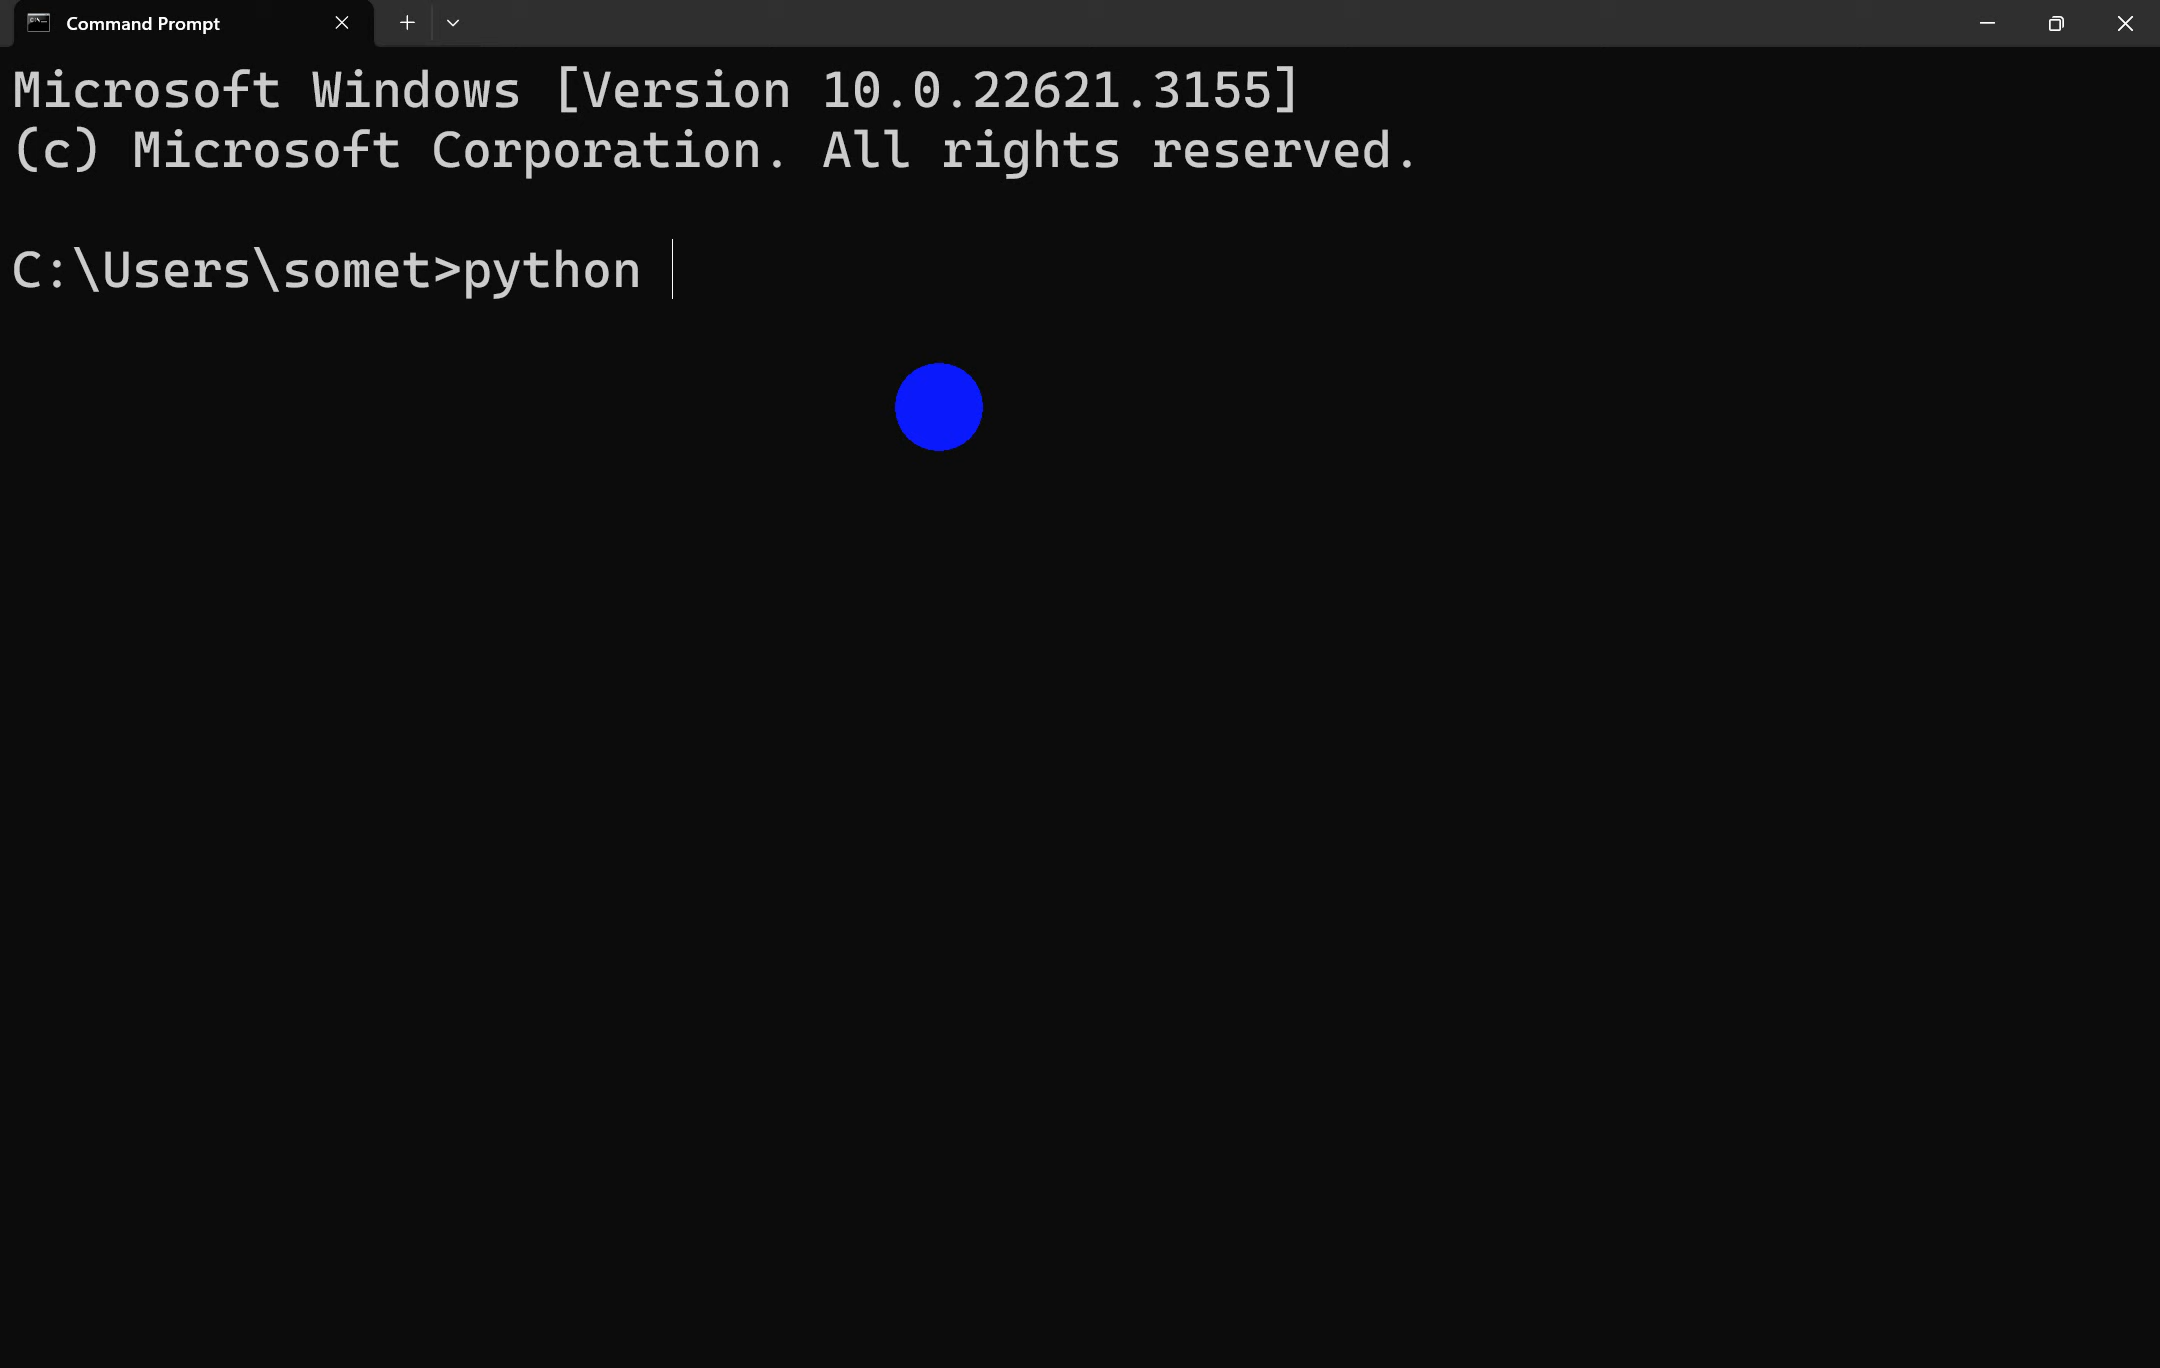 Command Prompt
Microsoft Windows [Version 10.0.22621.3155]
(c) Microsoft Corporation. All rights reserved.
C:\Users\somet>python